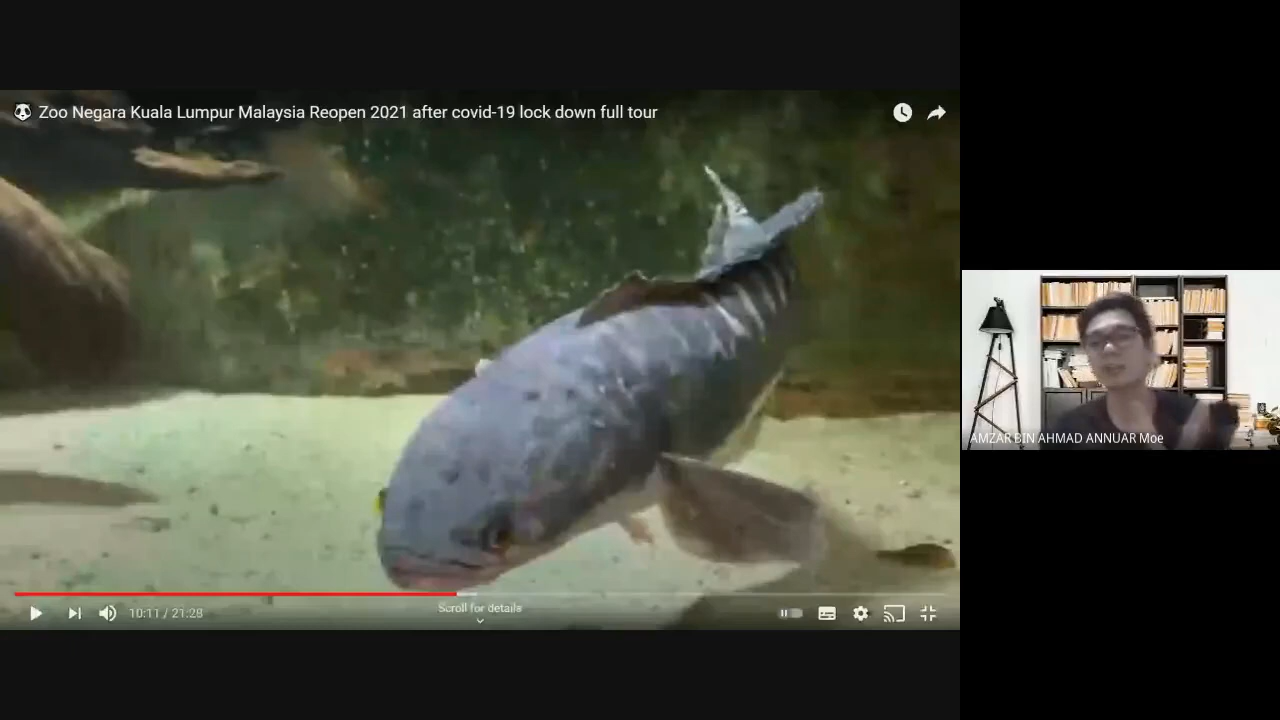 Zoo Negara Kuala Lumpur Malaysia Reopen 2021 after covid-19 lock down full tour
10:11 / 21:28
Scroll for details
AMZAR BIN AHMAD ANNUAR Moe